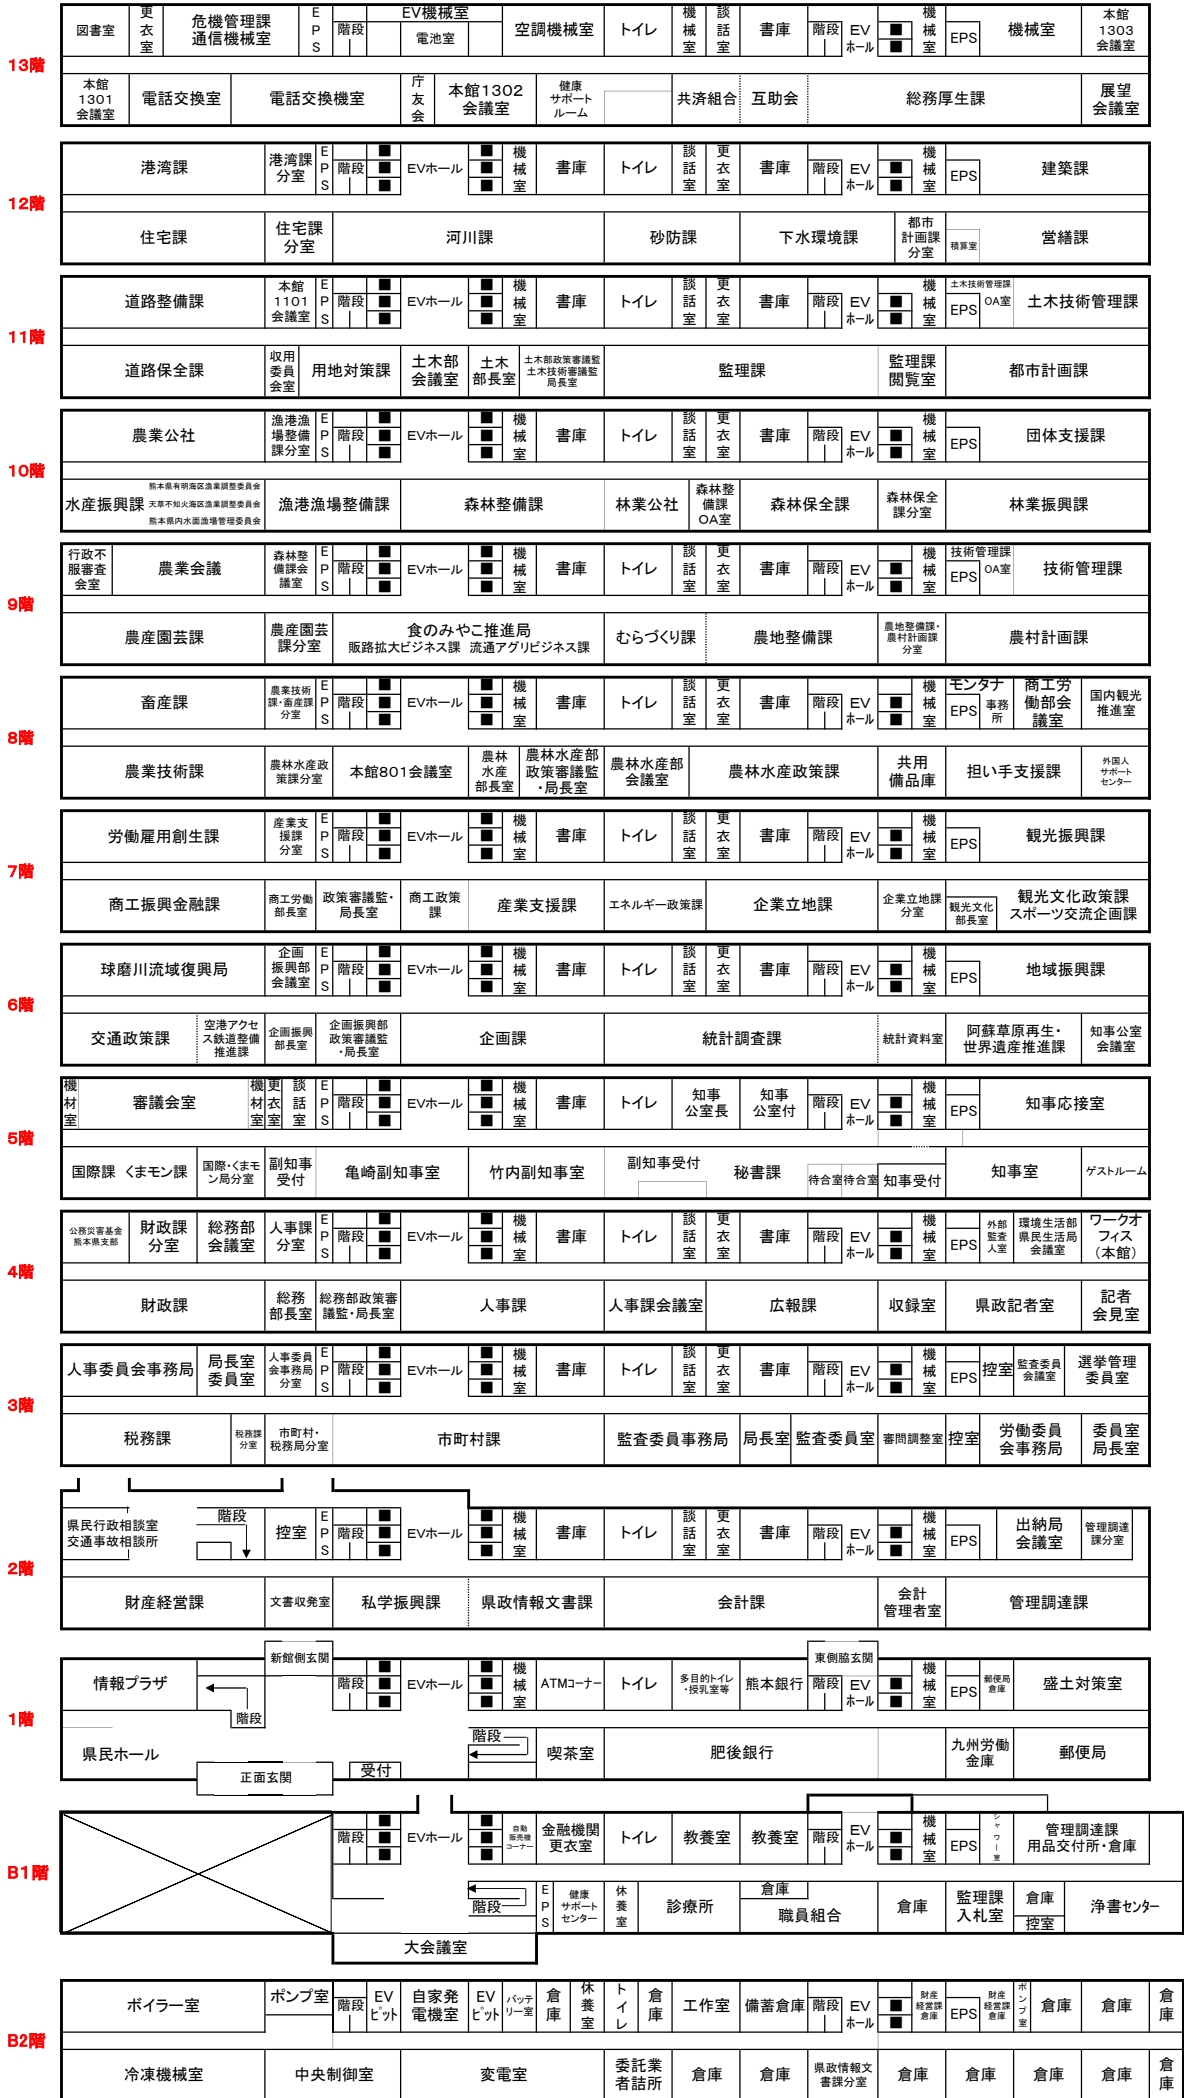 13階
図書室
更衣室
危機管理課
通信機械室
EPS
階段
EV機械室
電池室
空調機械室
トイレ
機械室
談話室
書庫
階段
EV
ホール
■
■
機械室
EPS
機械室
本館
1303
会議室
本館
1301
会議室
電話交換室
電話交換機室
庁友会
本館1302
会議室
健康
サポート
ルーム
共済組合
互助会
総務厚生課
展望
会議室
12階
港湾課
港湾課
分室
EPS
階段
■
■
■
EVホール
■
■
■
機械室
書庫
トイレ
談話室
更衣室
書庫
階段
EV
ホール
■
■
機械室
EPS
建築課
住宅課
住宅課
分室
河川課
砂防課
下水環境課
都市
計画課
分室
積算室
営繕課
11階
道路整備課
本館
1101
会議室
EPS
階段
■
■
■
EVホール
■
■
■
機械室
書庫
トイレ
談話室
更衣室
書庫
階段
EV
ホール
■
■
機械室
土木技術管理課
EPS
OA室
土木技術管理課
道路保全課
収用
委員
会室
用地対策課
土木部
会議室
土木
部長室
土木部政策審議監
土木技術審議監
局長室
監理課
監理課
閲覧室
都市計画課
10階
農業公社
漁港漁
場整備
課分室
EPS
階段
■
■
■
EVホール
■
■
■
機械室
書庫
トイレ
談話室
更衣室
書庫
階段
EV
ホール
■
■
機械室
EPS
団体支援課
水産振興課
熊本県有明海区漁業調整委員会
天草不知火海区漁業調整委員会
熊本県内水面漁場管理委員会
漁港漁場整備課
森林整備課
林業公社
森林整
備課
OA室
森林保全課
森林保全
課分室
林業振興課
9階
行政不
服審査
会室
農業会議
森林整
備課会
議室
EPS
階段
■
■
■
EVホール
■
■
■
機械室
書庫
トイレ
談話室
更衣室
書庫
階段
EV
ホール
■
■
機械室
技術管理課
EPS
OA室
技術管理課
農産園芸課
農産園芸
課分室
食のみやこ推進局
販路拡大ビジネス課 流通アグリビジネス課
むらづくり課
農地整備課
農地整備課・
農村計画課
分室
農村計画課
8階
畜産課
農業技術
課・畜産課
分室
EPS
階段
■
■
■
EVホール
■
■
■
機械室
書庫
トイレ
談話室
更衣室
書庫
階段
EV
ホール
■
■
機械室
モンタナ
EPS
事務
所
商工労
働部会
議室
国内観光
推進室
農業技術課
農林水産政
策課分室
本館801会議室
農林
水産
部長室
農林水産部
政策審議監
・局長室
農林水産部
会議室
農林水産政策課
共用
備品庫
担い手支援課
外国人
サポート
センター
7階
労働雇用創生課
産業支
援課
分室
EPS
階段
■
■
■
EVホール
■
■
■
機械室
書庫
トイレ
談話室
更衣室
書庫
階段
EV
ホール
■
■
機械室
EPS
観光振興課
商工振興金融課
商工労働
部長室
政策審議監・
局長室
商工政策
課
産業支援課
エネルギー政策課
企業立地課
企業立地課
分室
観光文化
部長室
観光文化政策課
スポーツ交流企画課
6階
球磨川流域復興局
企画
振興部
会議室
EPS
階段
■
■
■
EVホール
■
■
■
機械室
書庫
トイレ
談話室
更衣室
書庫
階段
EV
ホール
■
■
機械室
EPS
地域振興課
交通政策課
空港アクセ
ス鉄道整備
推進課
企画振興
部長室
企画振興部
政策審議監
・局長室
企画課
統計調査課
統計資料室
阿蘇草原再生・
世界遺産推進課
知事公室
会議室
5階
機材室
審議会室
機材室
更衣室
談話室
EPS
階段
■
■
■
EVホール
■
■
■
機械室
書庫
トイレ
知事
公室長
知事
公室付
階段
EV
ホール
■
■
機械室
EPS
知事応接室
国際課 くまモン課
国際・くまモ
ン局分室
副知事
受付
亀崎副知事室
竹内副知事室
副知事受付
秘書課
待合室
待合室
知事受付
知事室
ゲストルーム
4階
公務災害基金
熊本県支部
財政課
分室
総務部
会議室
人事課
分室
EPS
階段
■
■
■
EVホール
■
■
■
機械室
書庫
トイレ
談話室
更衣室
書庫
階段
EV
ホール
■
■
機械室
EPS
外部
監査
人室
環境生活部
県民生活局
会議室
ワークオ
フィス
（本館）
財政課
総務
部長室
総務部政策審
議監・局長室
人事課
人事課会議室
広報課
収録室
県政記者室
記者
会見室
3階
人事委員会事務局
局長室
委員室
人事委員
会事務局
分室
EPS
階段
■
■
■
EVホール
■
■
■
機械室
書庫
トイレ
談話室
更衣室
書庫
階段
EV
ホール
■
■
機械室
EPS
控室
監査委員
会議室
選挙管理
委員室
税務課
税務課
分室
市町村・
税務局分室
市町村課
監査委員事務局
局長室
監査委員室
審問調整室
控室
労働委員
会事務局
委員室
局長室
2階
県民行政相談室
交通事故相談所
階段
控室
EPS
階段
■
■
■
EVホール
■
■
■
機械室
書庫
トイレ
談話室
更衣室
書庫
階段
EV
ホール
■
■
機械室
EPS
出納局
会議室
管理調達
課分室
財産経営課
文書収発室
私学振興課
県政情報文書課
会計課
会計
管理者室
管理調達課
1階
新館側玄関
東側脇玄関
情報プラザ
階段
階段
■
■
■
EVホール
■
■
■
機械室
ATMコーナー
トイレ
多目的トイレ
・授乳室等
熊本銀行
階段
EV
ホール
■
■
機械室
EPS
郵便局
倉庫
盛土対策室
県民ホール
正面玄関
受付
階段
喫茶室
肥後銀行
九州労働
金庫
郵便局
B1階
階段
■
■
■
EVホール
■
■
■
自動
販売機
コーナー
金融機関
更衣室
トイレ
教養室
教養室
階段
EV
ホール
■
■
機械室
EPS
シャワー室
管理調達課
用品交付所・倉庫
階段
EPS
健康
サポート
センター
休養室
診療所
倉庫
職員組合
倉庫
監理課
入札室
倉庫
控室
浄書センター
大会議室
B2階
ボイラー室
ポンプ室
階段
EV
ピット
自家発
電機室
EV
ピット
バッテ
リー室
倉庫
休養室
トイレ
倉庫
工作室
備蓄倉庫
階段
EV
ホール
■
■
財産
経営課
倉庫
EPS
財産
経営課
倉庫
ポンプ室
倉庫
倉庫
倉庫
冷凍機械室
中央制御室
変電室
委託業
者詰所
倉庫
倉庫
県政情報文
書課分室
倉庫
倉庫
倉庫
倉庫
倉庫